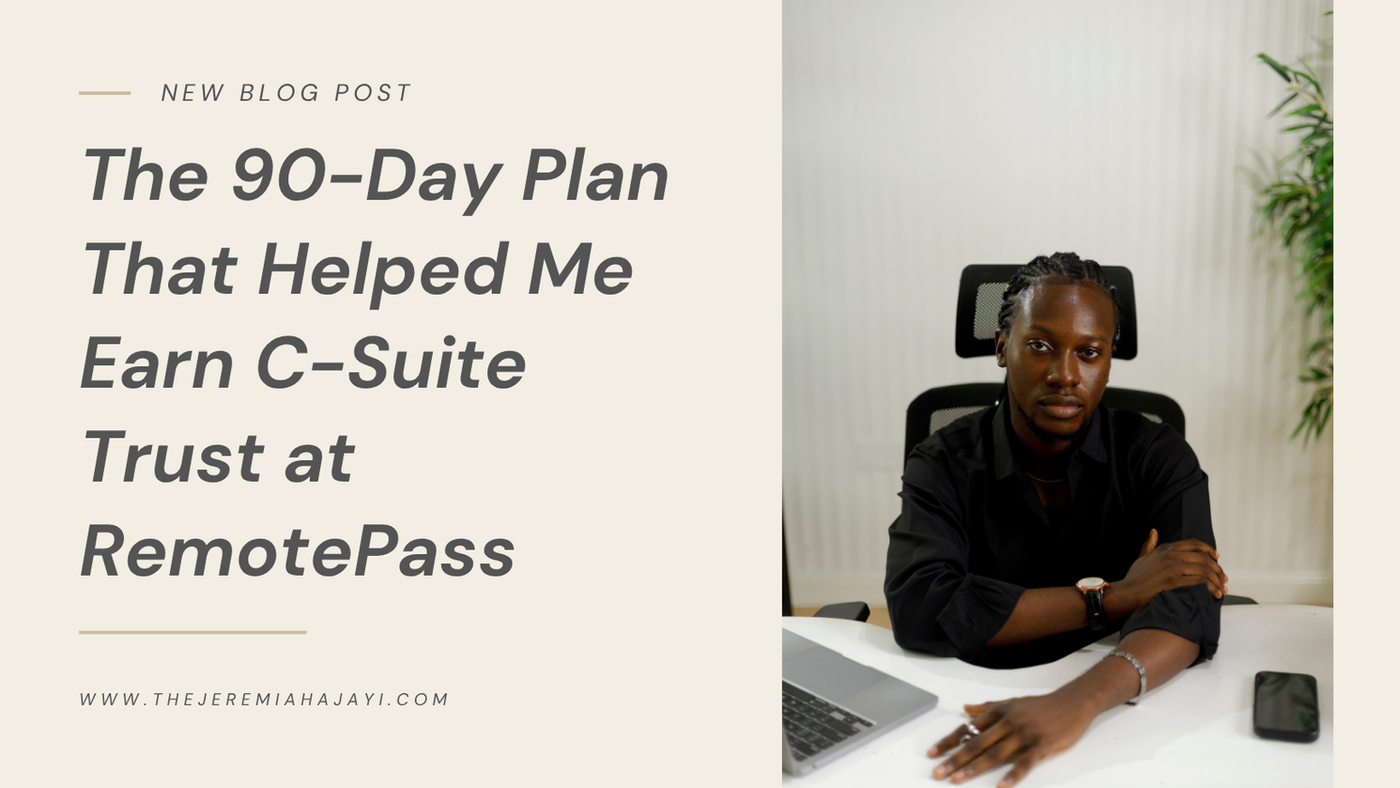 NEW BLOG POST
The 90-Day Plan
That Helped Me
Earn C-Suite
Trust at
RemotePass
WWW.THEJEREMIAHAJAYI.COM